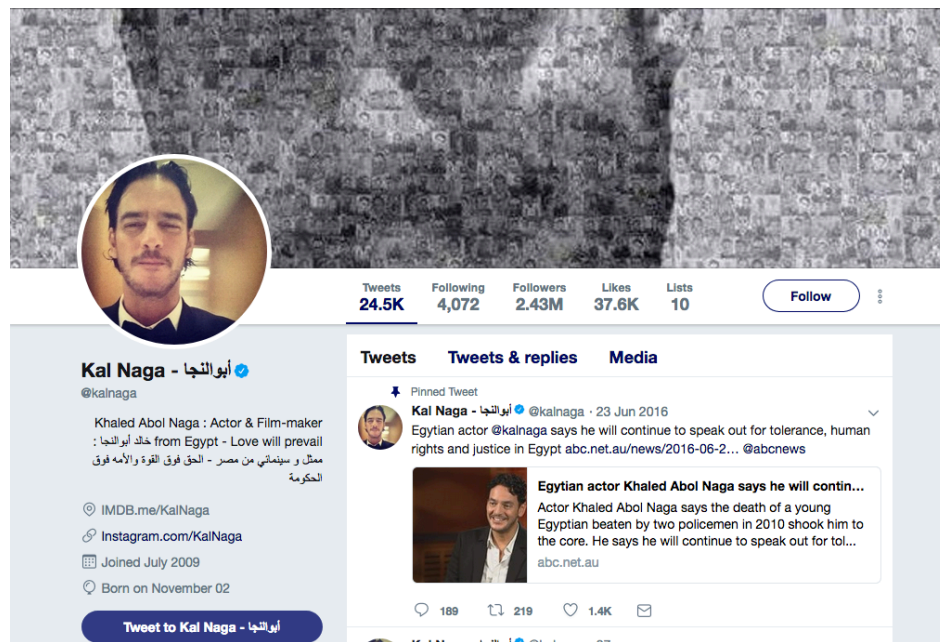 Tweets
24.5K
Following
4,072
Followers
2.43M
Likes
37.6K
Lists
10
Follow
Kal Naga - أبوالنجا
@kalnaga
Khaled Abol Naga : Actor & Film-maker
from Egypt - Love will prevail خالد أبوالنجا :
ممثل و سينمائي من مصر - الحق فوق القوة والأمه فوق
الحكومة
IMDB.me/KalNaga
Instagram.com/KalNaga
Joined July 2009
Born on November 02
Tweet to Kal Naga - أبوالنجا
Tweets Tweets & replies Media
Pinned Tweet
Kal Naga - أبوالنجا @kalnaga · 23 Jun 2016
Egytian actor @kalnaga says he will continue to speak out for tolerance, human
rights and justice in Egypt abc.net.au/news/2016-06-2… @abcnews
Egytian actor Khaled Abol Naga says he will contin...
Actor Khaled Abol Naga says the death of a young
Egyptian beaten by two policemen in 2010 shook him to
the core. He says he will continue to speak out for tol...
abc.net.au
189 219 1.4K